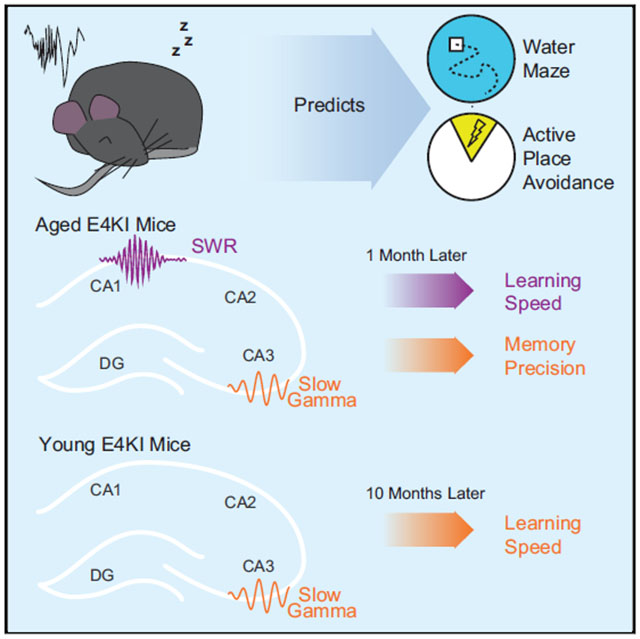 z
z
z
Predicts
Water
Maze
Active
Place
Avoidance
Aged E4KI Mice
SWR
CA1
CA2
CA3
DG
Slow
Gamma
1 Month Later
Learning
Speed
Memory
Precision
Young E4KI Mice
CA1
CA2
CA3
DG
Slow
Gamma
10 Months Later
Learning
Speed